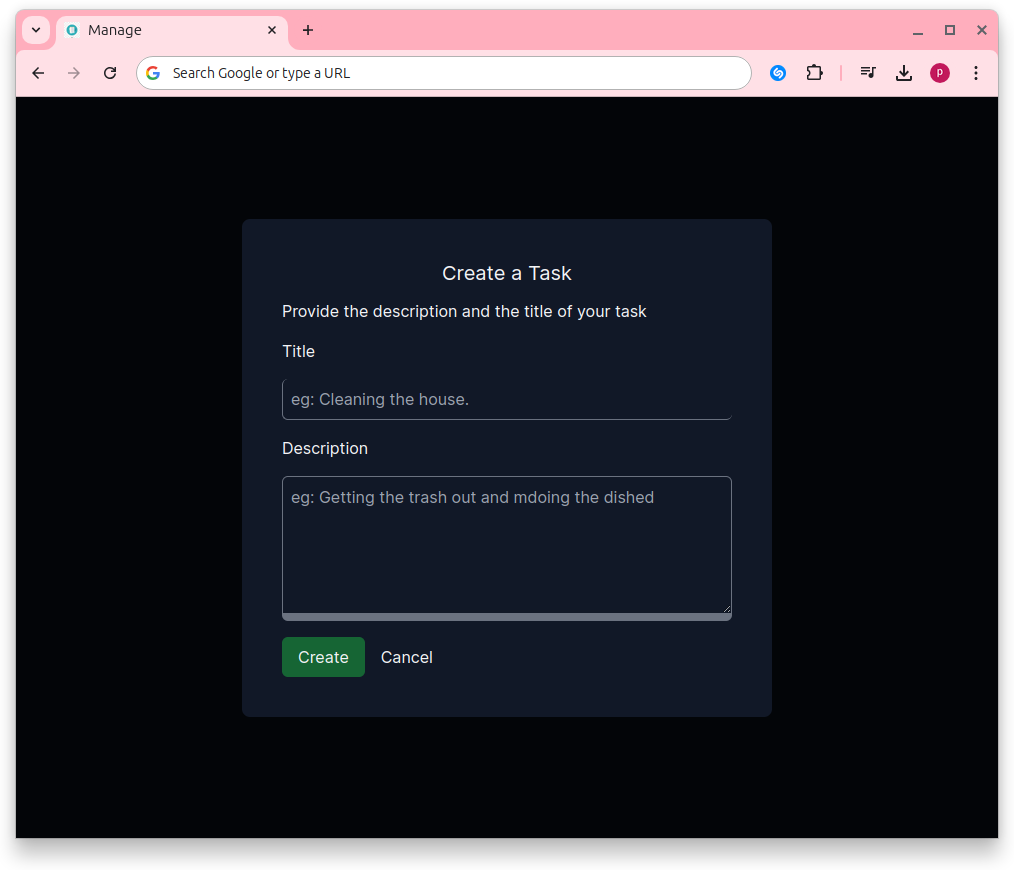 Manage
Search Google or type a URL
P
Create a Task
Provide the description and the title of your task
Title
eg: Cleaning the house.
Description
eg: Getting the trash out and mdoing the dished
Create Cancel